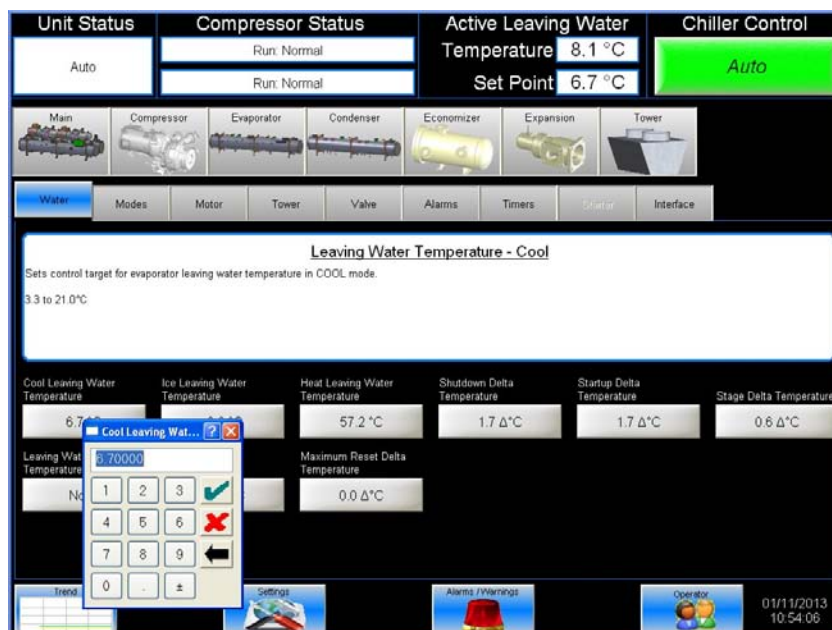 Unit Status
Compressor Status
Active Leaving Water
Chiller Control
Auto
Run: Normal
Run: Normal
Temperature 8.1 °C
Set Point 6.7 °C
Auto
Main
Compressor
Evaporator
Condenser
Economizer
Expansion
Tower
Water
Modes
Motor
Tower
Valve
Alarms
Timers
Starter
Interface
Leaving Water Temperature - Cool
Sets control target for evaporator leaving water temperature in COOL mode.
3.3 to 21.0°C
Cool Leaving Water
Temperature
Ice Leaving Water
Temperature
Heat Leaving Water
Temperature
Shutdown Delta
Temperature
Startup Delta
Temperature
Stage Delta Temperature
6.7
57.2 °C
1.7 Δ°C
1.7 Δ°C
0.6 Δ°C
Cool Leaving Wat... ?
6.70000
Leaving Wat
Temperature
Maximum Reset Delta
Temperature
No
0.0 Δ°C
1 2 3
4 5 6
7 8 9
0 . ±
Trend
Settings
Alarms / Warnings
Operator
01/11/2013
10:54:06